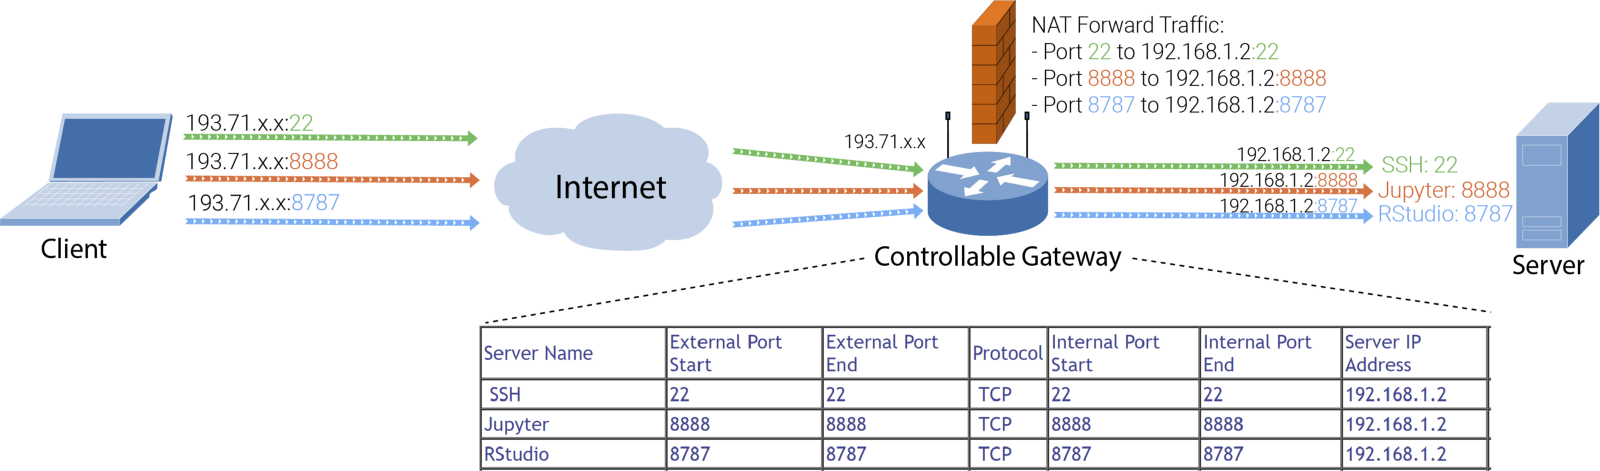 NAT Forward Traffic:
- Port 22 to 192.168.1.2:22
- Port 8888 to 192.168.1.2:8888
- Port 8787 to 192.168.1.2:8787
193.71.x.x:22
193.71.x.x:8888
193.71.x.x:8787
Client
Internet
193.71.x.x
Controllable Gateway
192.168.1.2:22
192.168.1.2:8888
192.168.1.2:8787
SSH: 22
Jupyter: 8888
RStudio: 8787
Server
Server Name External Port Start External Port End Protocol Internal Port Start Internal Port End Server IP Address
SSH 22 22 TCP 22 22 192.168.1.2
Jupyter 8888 8888 TCP 8888 8888 192.168.1.2
RStudio 8787 8787 TCP 8787 8787 192.168.1.2